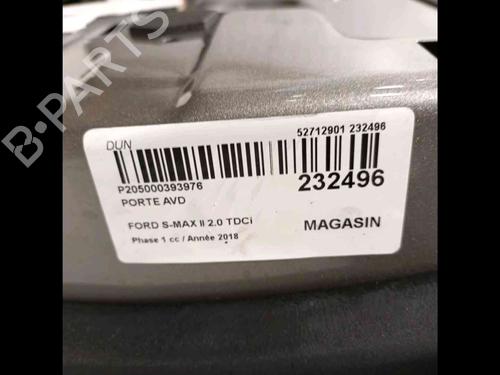 B-PARTS
DUN
52712901 232496
P205000393976
232496
PORTE AVD
FORD S-MAX II 2.0 TDCi
MAGASIN
Phase 1 cc / Année 2018